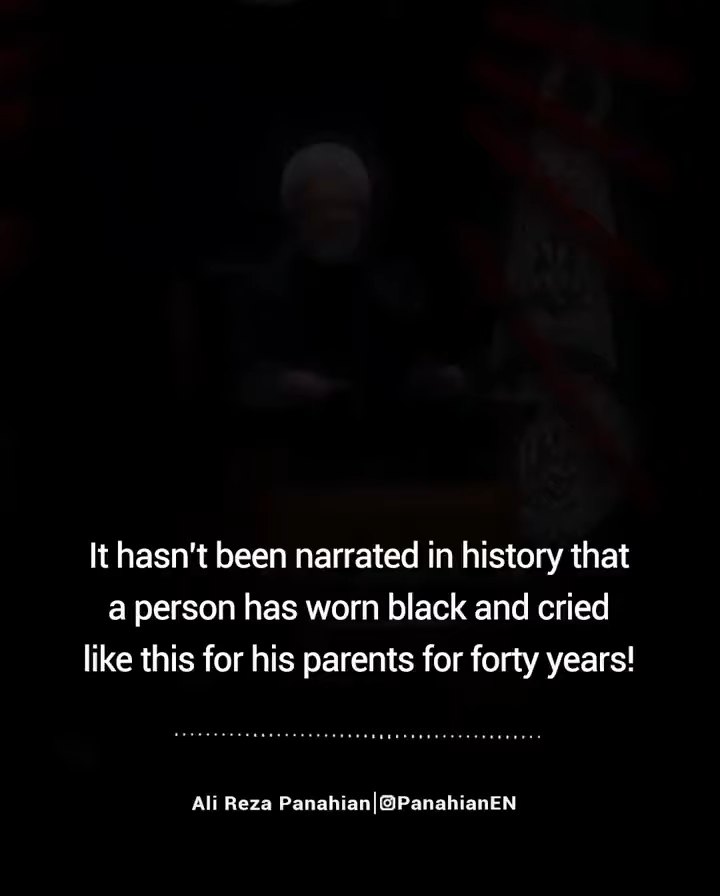 It hasn't been narrated in history that
a person has worn black and cried
like this for his parents for forty years!
Ali Reza Panahian|@PanahianEN